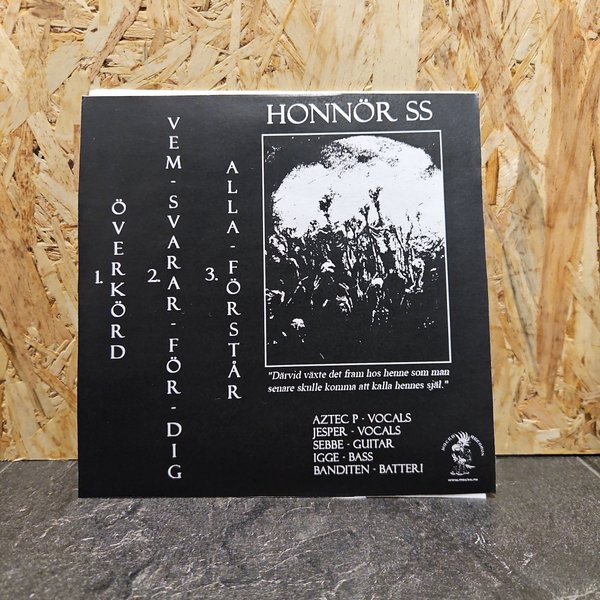 HONNÖR SS
1. ÖVERKÖRD
2. VEM-SVARAR-FÖR-DIG
3. ALLA-FÖRSTÅR
"Därvid växte det fram hos henne som man
senare skulle komma att kalla hennes själ."
AZTEC P - VOCALS
JESPER - VOCALS
SEBBE - GUITAR
IGGE - BASS
BANDITEN - BATTERI